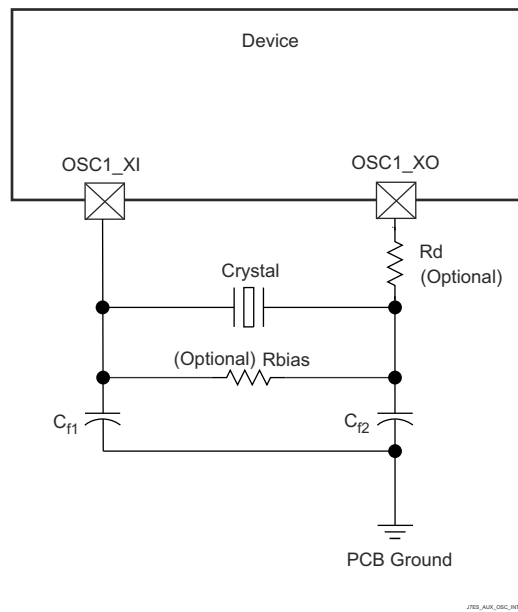 Device
OSC1_XI
OSC1_XO
Rd
(Optional)
Crystal
(Optional) Rbias
Cf1
Cf2
PCB Ground
J7ES_AUX_OSC_INT